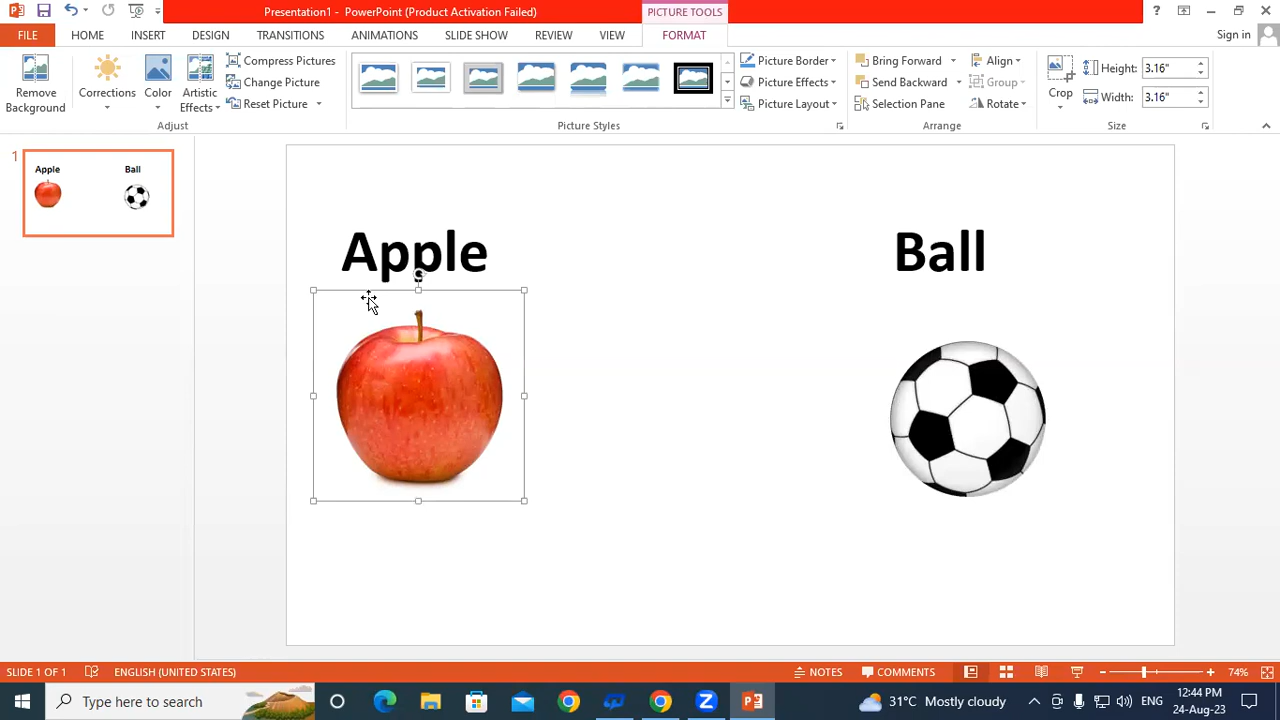 Presentation1 - PowerPoint (Product Activation Failed)
PICTURE TOOLS
?
FILE
HOME
INSERT
DESIGN
TRANSITIONS
ANIMATIONS
SLIDE SHOW
REVIEW
VIEW
FORMAT
Sign in
Remove
Background
Corrections
Color
Artistic
Effects
Compress Pictures
Change Picture
Reset Picture
Adjust
Picture Styles
Picture Border
Picture Effects
Picture Layout
Bring Forward
Send Backward
Selection Pane
Align
Group
Rotate
Arrange
Crop
Height: 3.16"
Width: 3.16"
Size
1
Apple
Ball
Apple
Ball
SLIDE 1 OF 1
ENGLISH (UNITED STATES)
NOTES
COMMENTS
74%
Type here to search
31°C Mostly cloudy
ENG
12:44 PM
24-Aug-23